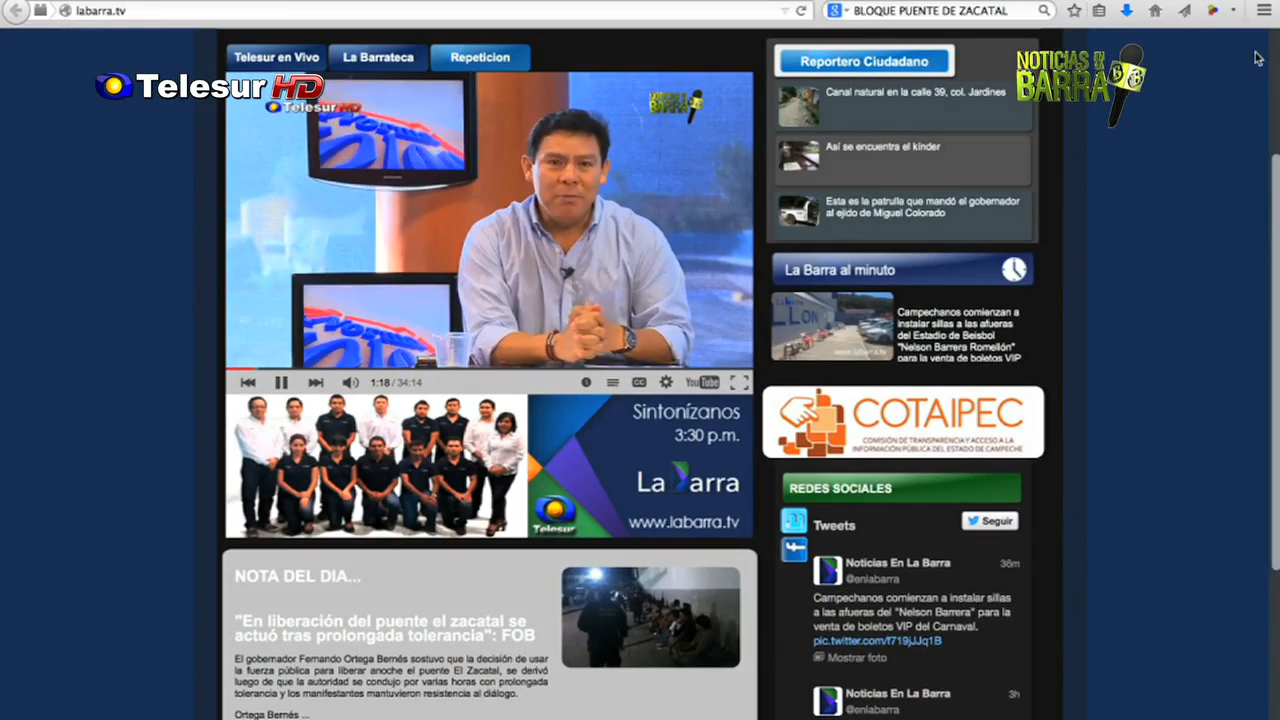 labarra.tv
BLOQUE PUENTE DE ZACATAL
Telesur en Vivo
La Barrateca
Repeticion
Telesur HD
Telesur HD
NOTICIAS EN LA
BARRA
1:18 / 34:14
CC
YouTube
Sintonízanos
3:30 p.m.
La Barra
www.labarra.tv
Telesur
NOTA DEL DIA...
"En liberación del puente el zacatal se
actuó tras prolongada tolerancia": FOB
El gobernador Fernando Ortega Bernés sostuvo que la decisión de usar
la fuerza pública para liberar anoche el puente El Zacatal, se derivó
luego de que la autoridad se condujo por varias horas con prolongada
tolerancia y los manifestantes mantuvieron resistencia al diálogo.
Ortega Bernés ...
Reportero Ciudadano
Canal natural en la calle 39, col. Jardines
Así se encuentra el kínder
Esta es la patrulla que mandó el gobernador
al ejido de Miguel Colorado
NOTICIAS EN LA
BARRA
La Barra al minuto
Campechanos comienzan a
instalar sillas a las afueras
del Estadio de Beisbol
"Nelson Barrera Romellón"
para la venta de boletos VIP
COTAIPEC
COMISIÓN DE TRANSPARENCIA Y ACCESO A LA
INFORMACIÓN PÚBLICA DEL ESTADO DE CAMPECHE
REDES SOCIALES
Tweets
Seguir
Noticias En La Barra
36m
@enlabarra
Campechanos comienzan a instalar sillas
a las afueras del "Nelson Barrera" para la
venta de boletos VIP del Carnaval.
pic.twitter.com/f719jJJq1B
Mostrar foto
Noticias En La Barra
3h
@enlabarra